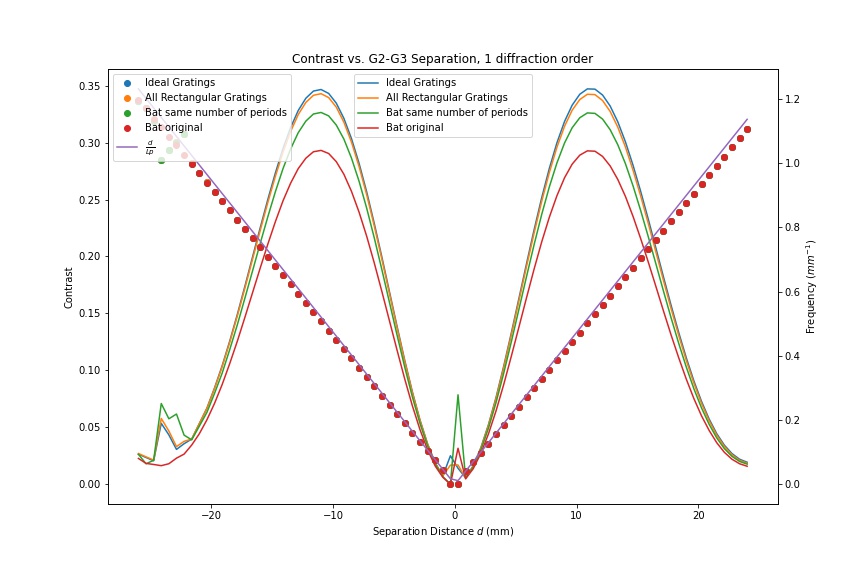 Contrast vs. G2-G3 Separation, 1 diffraction order
Ideal Gratings
All Rectangular Gratings
Bat same number of periods
Bat original
d/Lp
Ideal Gratings
All Rectangular Gratings
Bat same number of periods
Bat original
0.35
0.30
0.25
0.20
0.15
0.10
0.05
0.00
Contrast
1.2
1.0
0.8
0.6
0.4
0.2
0.0
Frequency (mm⁻¹)
−20
−10
0
10
20
Separation Distance d (mm)